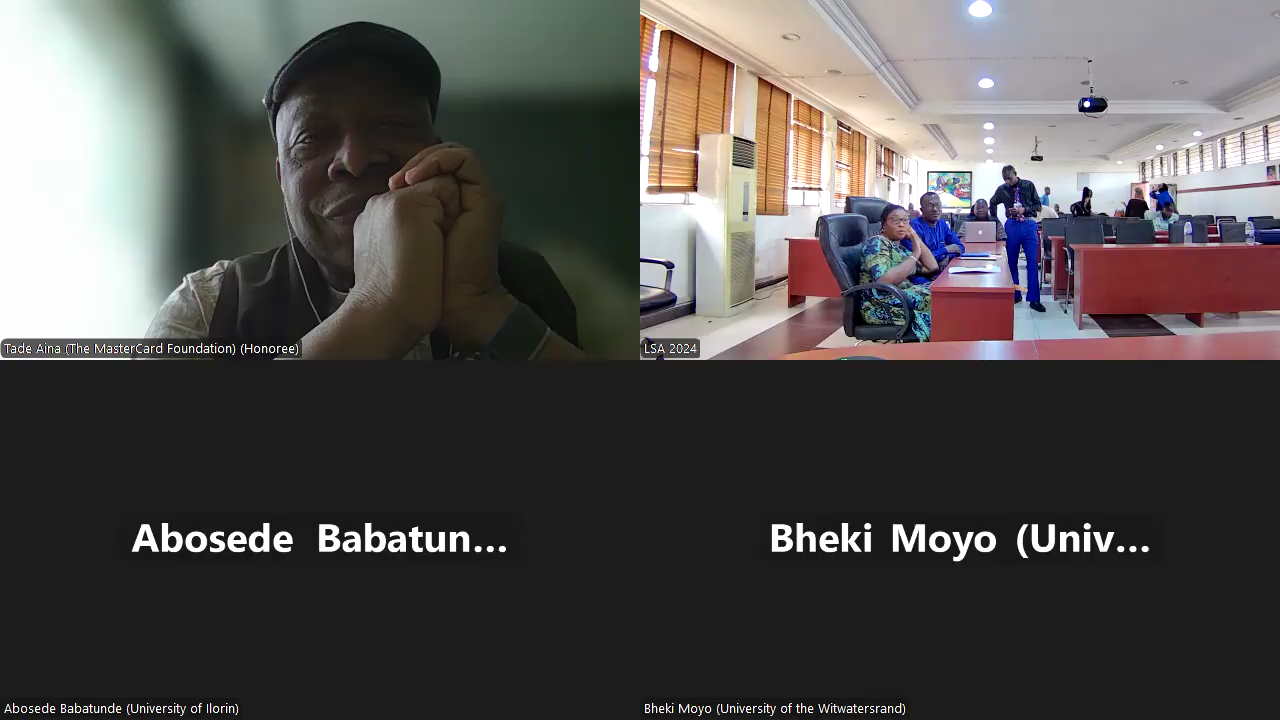 Tade Aina (The MasterCard Foundation) (Honoree)
LSA 2024
Abosede Babatun...
Bheki Moyo (Univ...
Abosede Babatunde (University of Ilorin)
Bheki Moyo (University of the Witwatersrand)